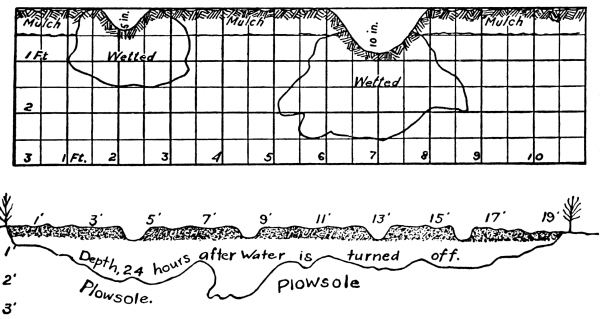 Mulch 5 in. Mulch 10 in. Mulch
1 Ft Wetted Wetted
2
3 1 Ft. 2 3 4 5 6 7 8 9 10
1' 3' 5' 7' 9' 11' 13' 15' 17' 19'
1' Depth, 24 hours after Water is turned off.
2' Plowsole. Plowsole
3'